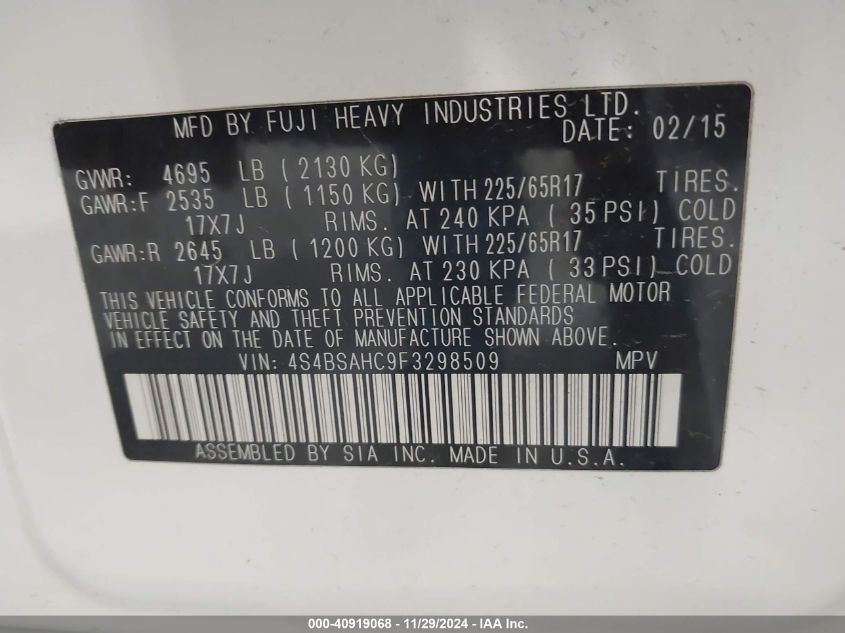 MFD BY FUJI HEAVY INDUSTRIES LTD.
DATE: 02/15
GVWR: 4695 LB ( 2130 KG)
GAWR:F 2535 LB ( 1150 KG) WITH 225/65R17 TIRES.
17X7J RIMS. AT 240 KPA ( 35 PSI) COLD
GAWR:R 2645 LB ( 1200 KG) WITH 225/65R17 TIRES.
17X7J RIMS. AT 230 KPA ( 33 PSI) COLD
THIS VEHICLE CONFORMS TO ALL APPLICABLE FEDERAL MOTOR
VEHICLE SAFETY AND THEFT PREVENTION STANDARDS
IN EFFECT ON THE DATE OF MANUFACTURE SHOWN ABOVE.
VIN: 4S4BSAHC9F3298509 MPV
ASSEMBLED BY SIA INC. MADE IN U.S.A.
000-40919068 - 11/29/2024 - IAA Inc.